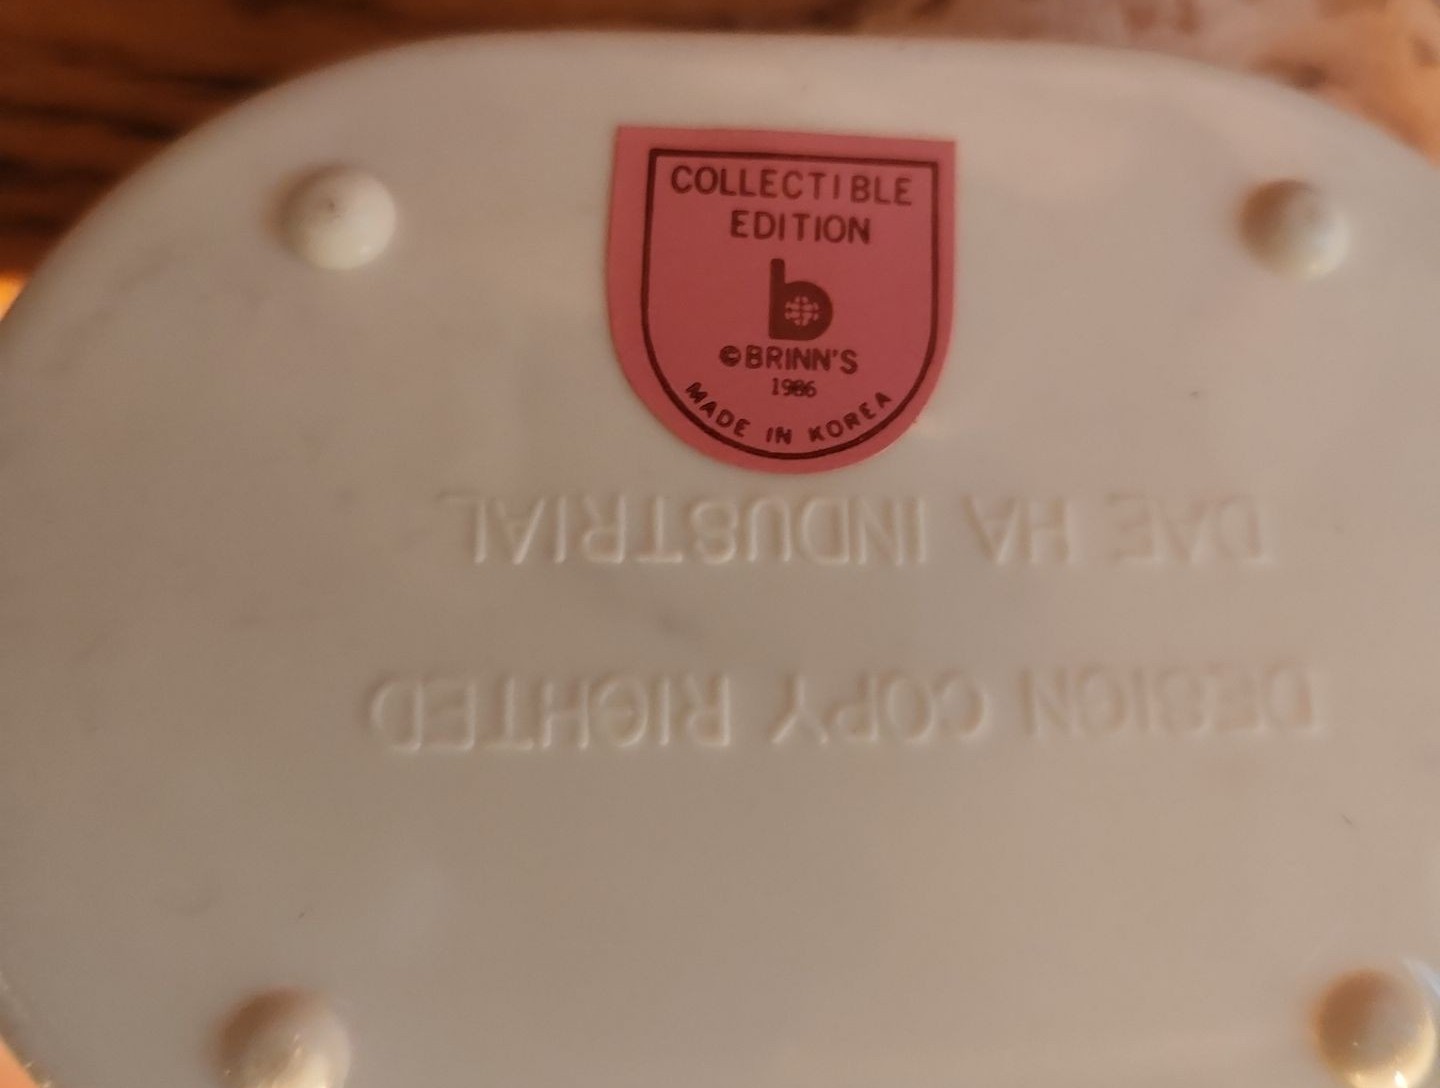 COLLECTIBLE
EDITION
b
©BRINN'S
1986
MADE IN KOREA
DESIGN COPY RIGHTED
DAE HA INDUSTRIAL